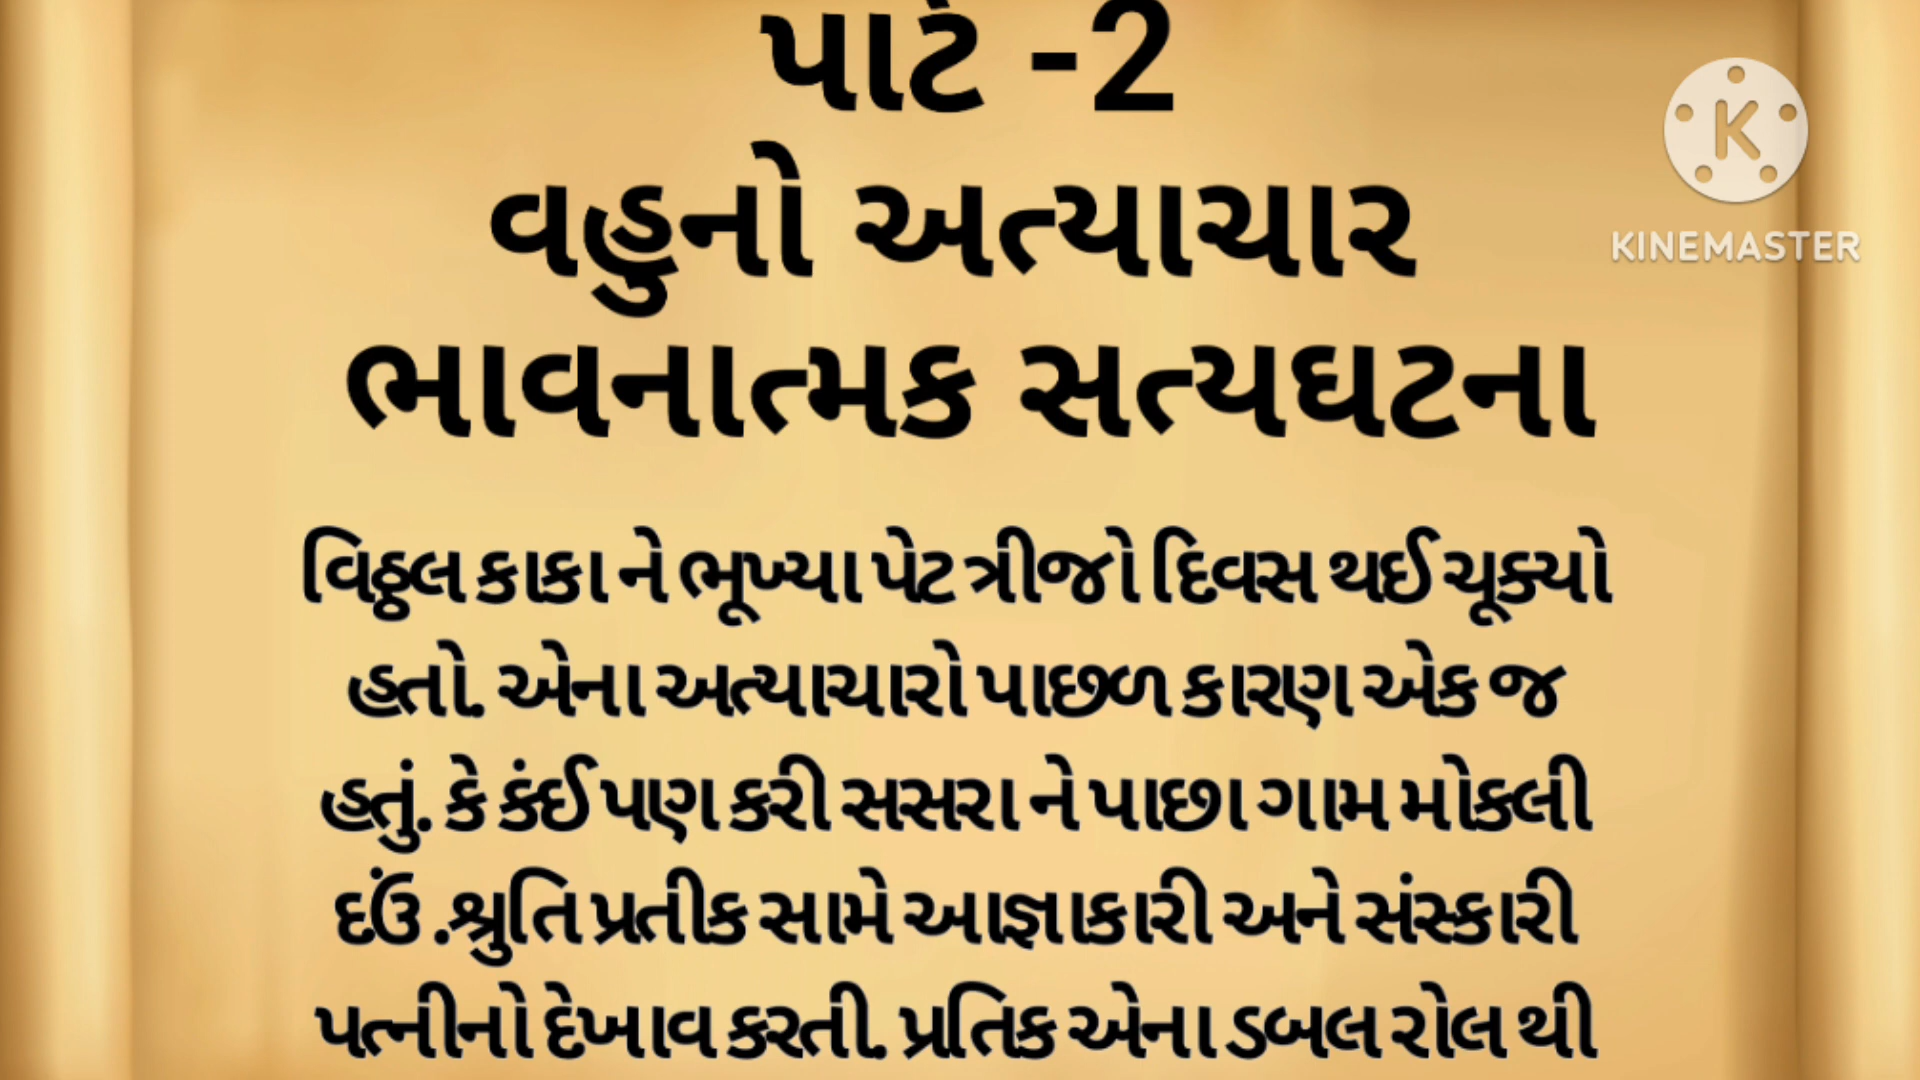 પાર્ટ -2
વહુનો અત્યાચાર
ભાવનાત્મક સત્યઘટના
K
KINEMASTER
વિઠ્ઠલ કાકા ને ભૂખ્યા પેટ ત્રીજો દિવસ થઈ ચૂક્યો
હતો. એના અત્યાચારો પાછળ કારણ એક જ
હતું. કે કંઈ પણ કરી સસરા ને પાછા ગામ મોકલી
દઉં .શ્રુતિ પ્રતીક સામે આજ્ઞાકારી અને સંસ્કારી
પત્નીનો દેખાવ કરતી. પ્રતિક એના ડબલ રોલ થી